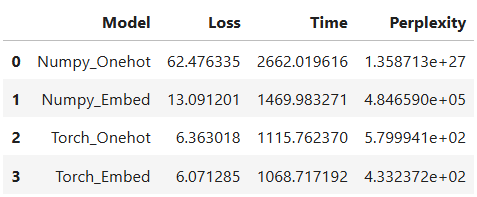 Model Loss Time Perplexity
0 Numpy_Onehot 62.476335 2662.019616 1.358713e+27
1 Numpy_Embed 13.091201 1469.983271 4.846590e+05
2 Torch_Onehot 6.363018 1115.762370 5.799941e+02
3 Torch_Embed 6.071285 1068.717192 4.332372e+02